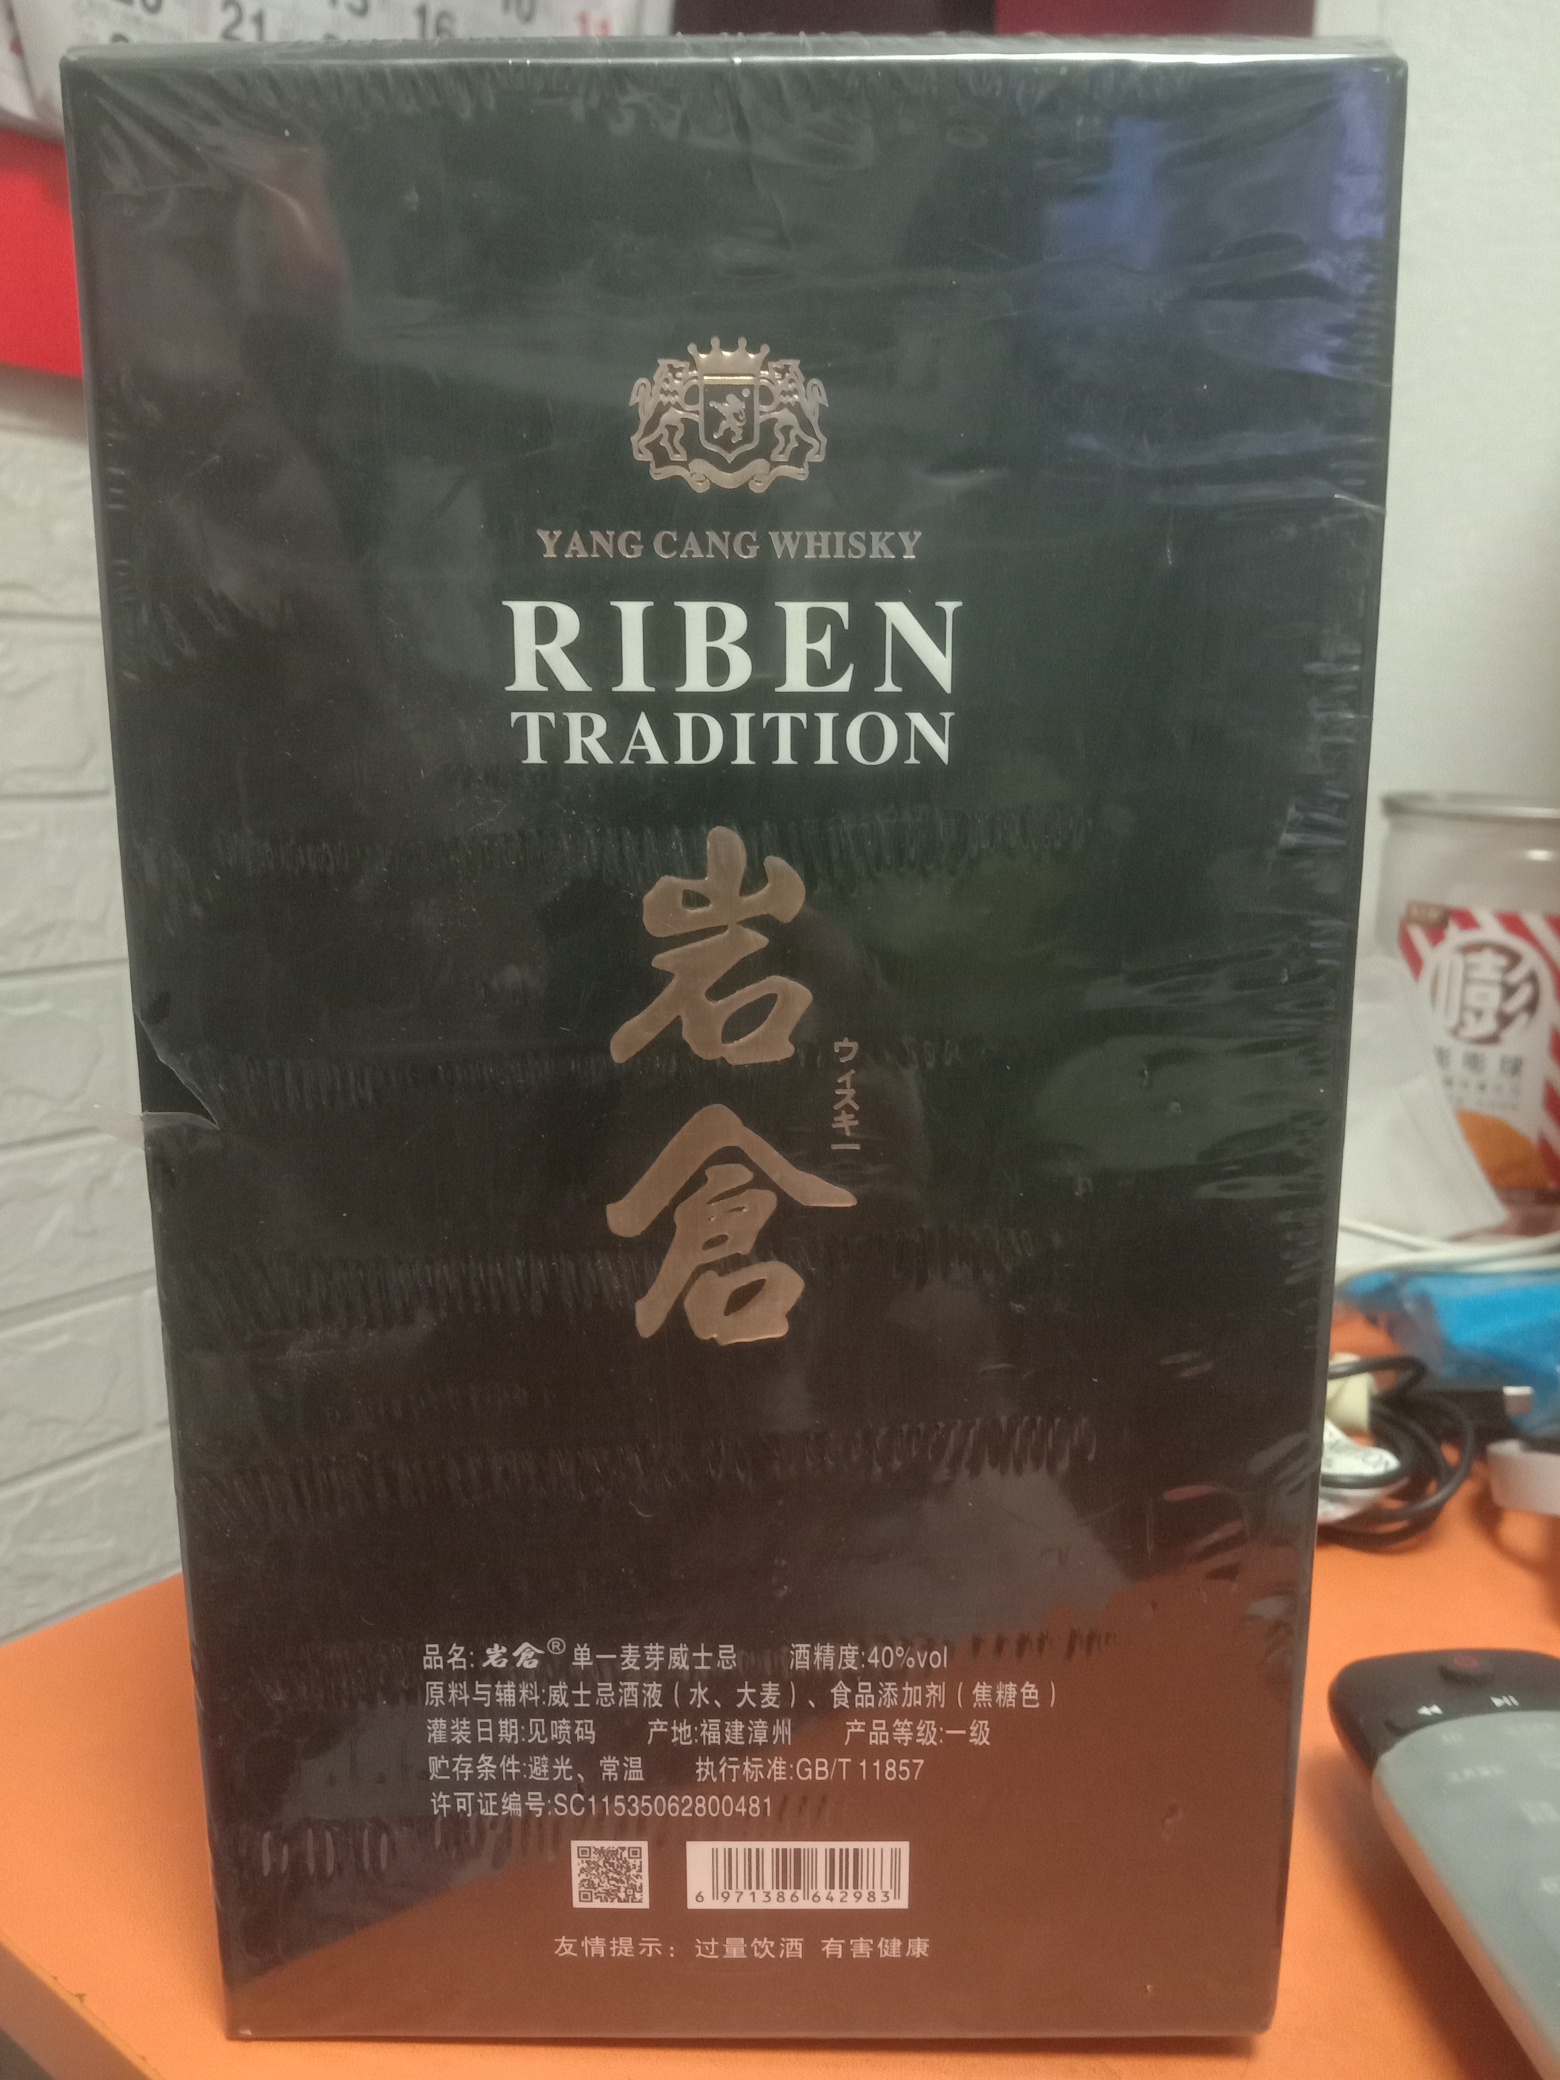 21
16
YANG CANG WHISKY
RIBEN
TRADITION
岩倉
ウィスキー
品名:岩倉® 单一麦芽威士忌 酒精度:40%vol
原料与辅料:威士忌酒液（水、大麦）、食品添加剂（焦糖色）
灌装日期:见喷码 产地:福建漳州 产品等级:一级
贮存条件:避光、常温 执行标准:GB/T 11857
许可证编号:SC11535062800481
6 971386 642983
友情提示：过量饮酒 有害健康